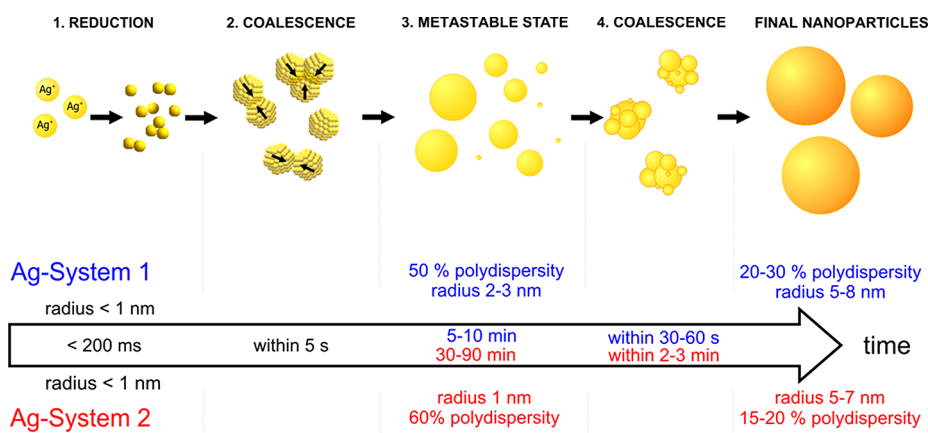 1. REDUCTION
2. COALESCENCE
3. METASTABLE STATE
4. COALESCENCE
FINAL NANOPARTICLES
Ag⁺
Ag⁺
Ag⁺
Ag-System 1
50 % polydispersity
radius 2-3 nm
20-30 % polydispersity
radius 5-8 nm
radius < 1 nm
< 200 ms
within 5 s
5-10 min
30-90 min
within 30-60 s
within 2-3 min
time
radius < 1 nm
Ag-System 2
radius 1 nm
60% polydispersity
radius 5-7 nm
15-20 % polydispersity